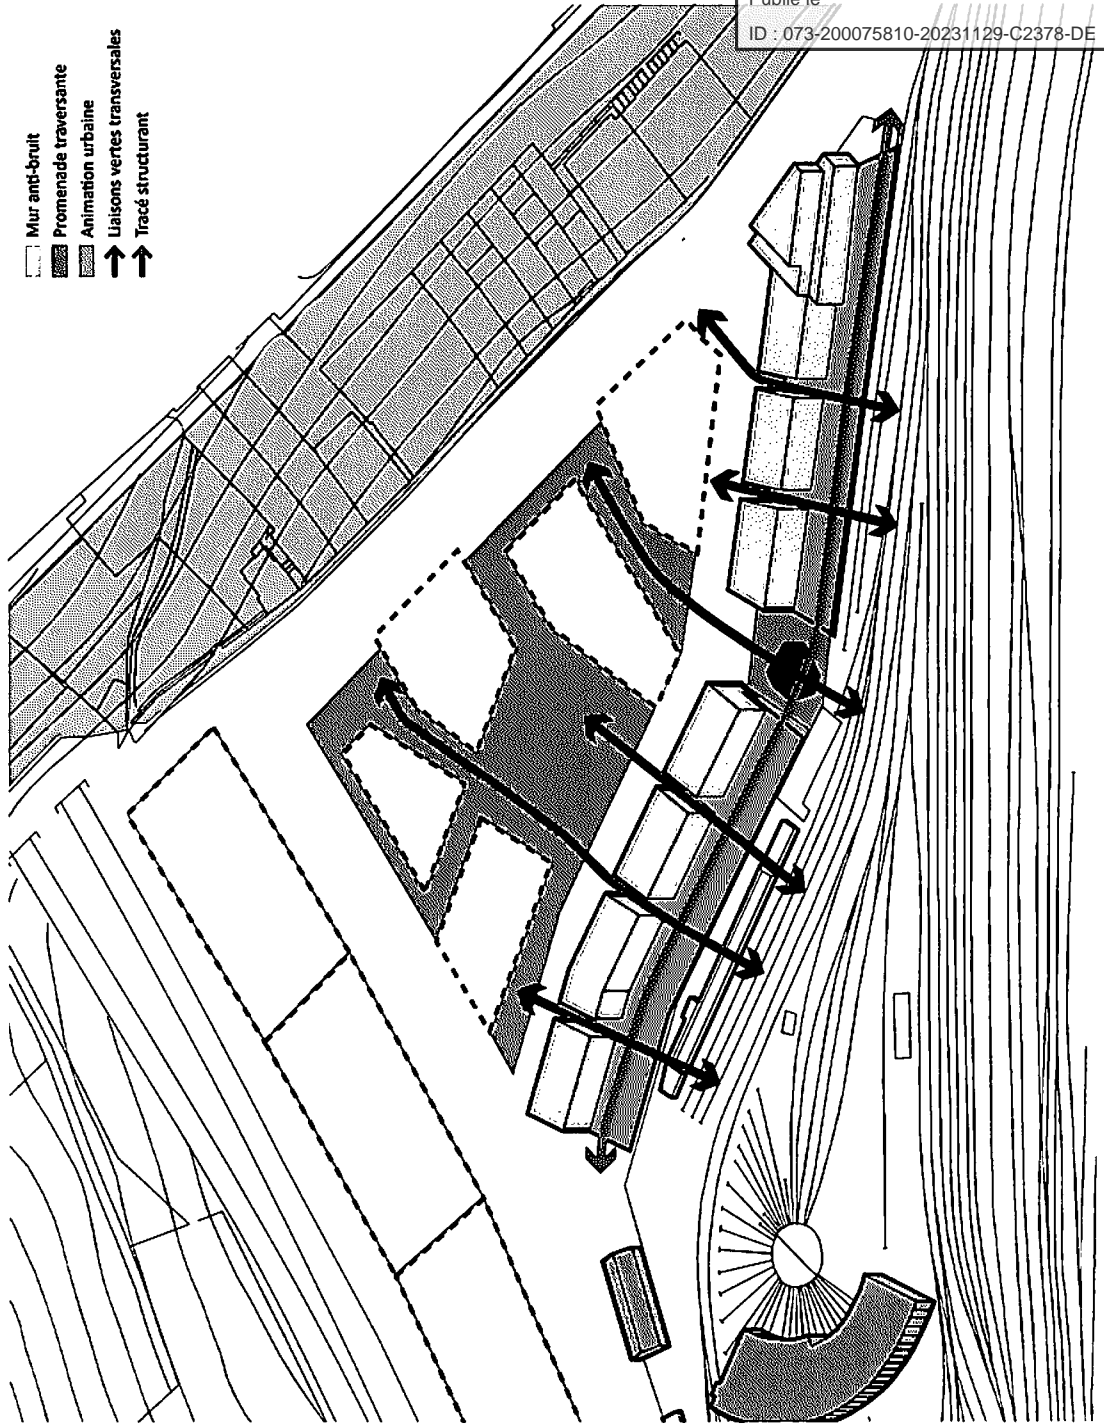 Publié le
ID : 073-200075810-20231129-C2378-DE
Mur anti-bruit
Promenade traversante
Animation urbaine
Liaisons vertes transversales
Tracé structurant